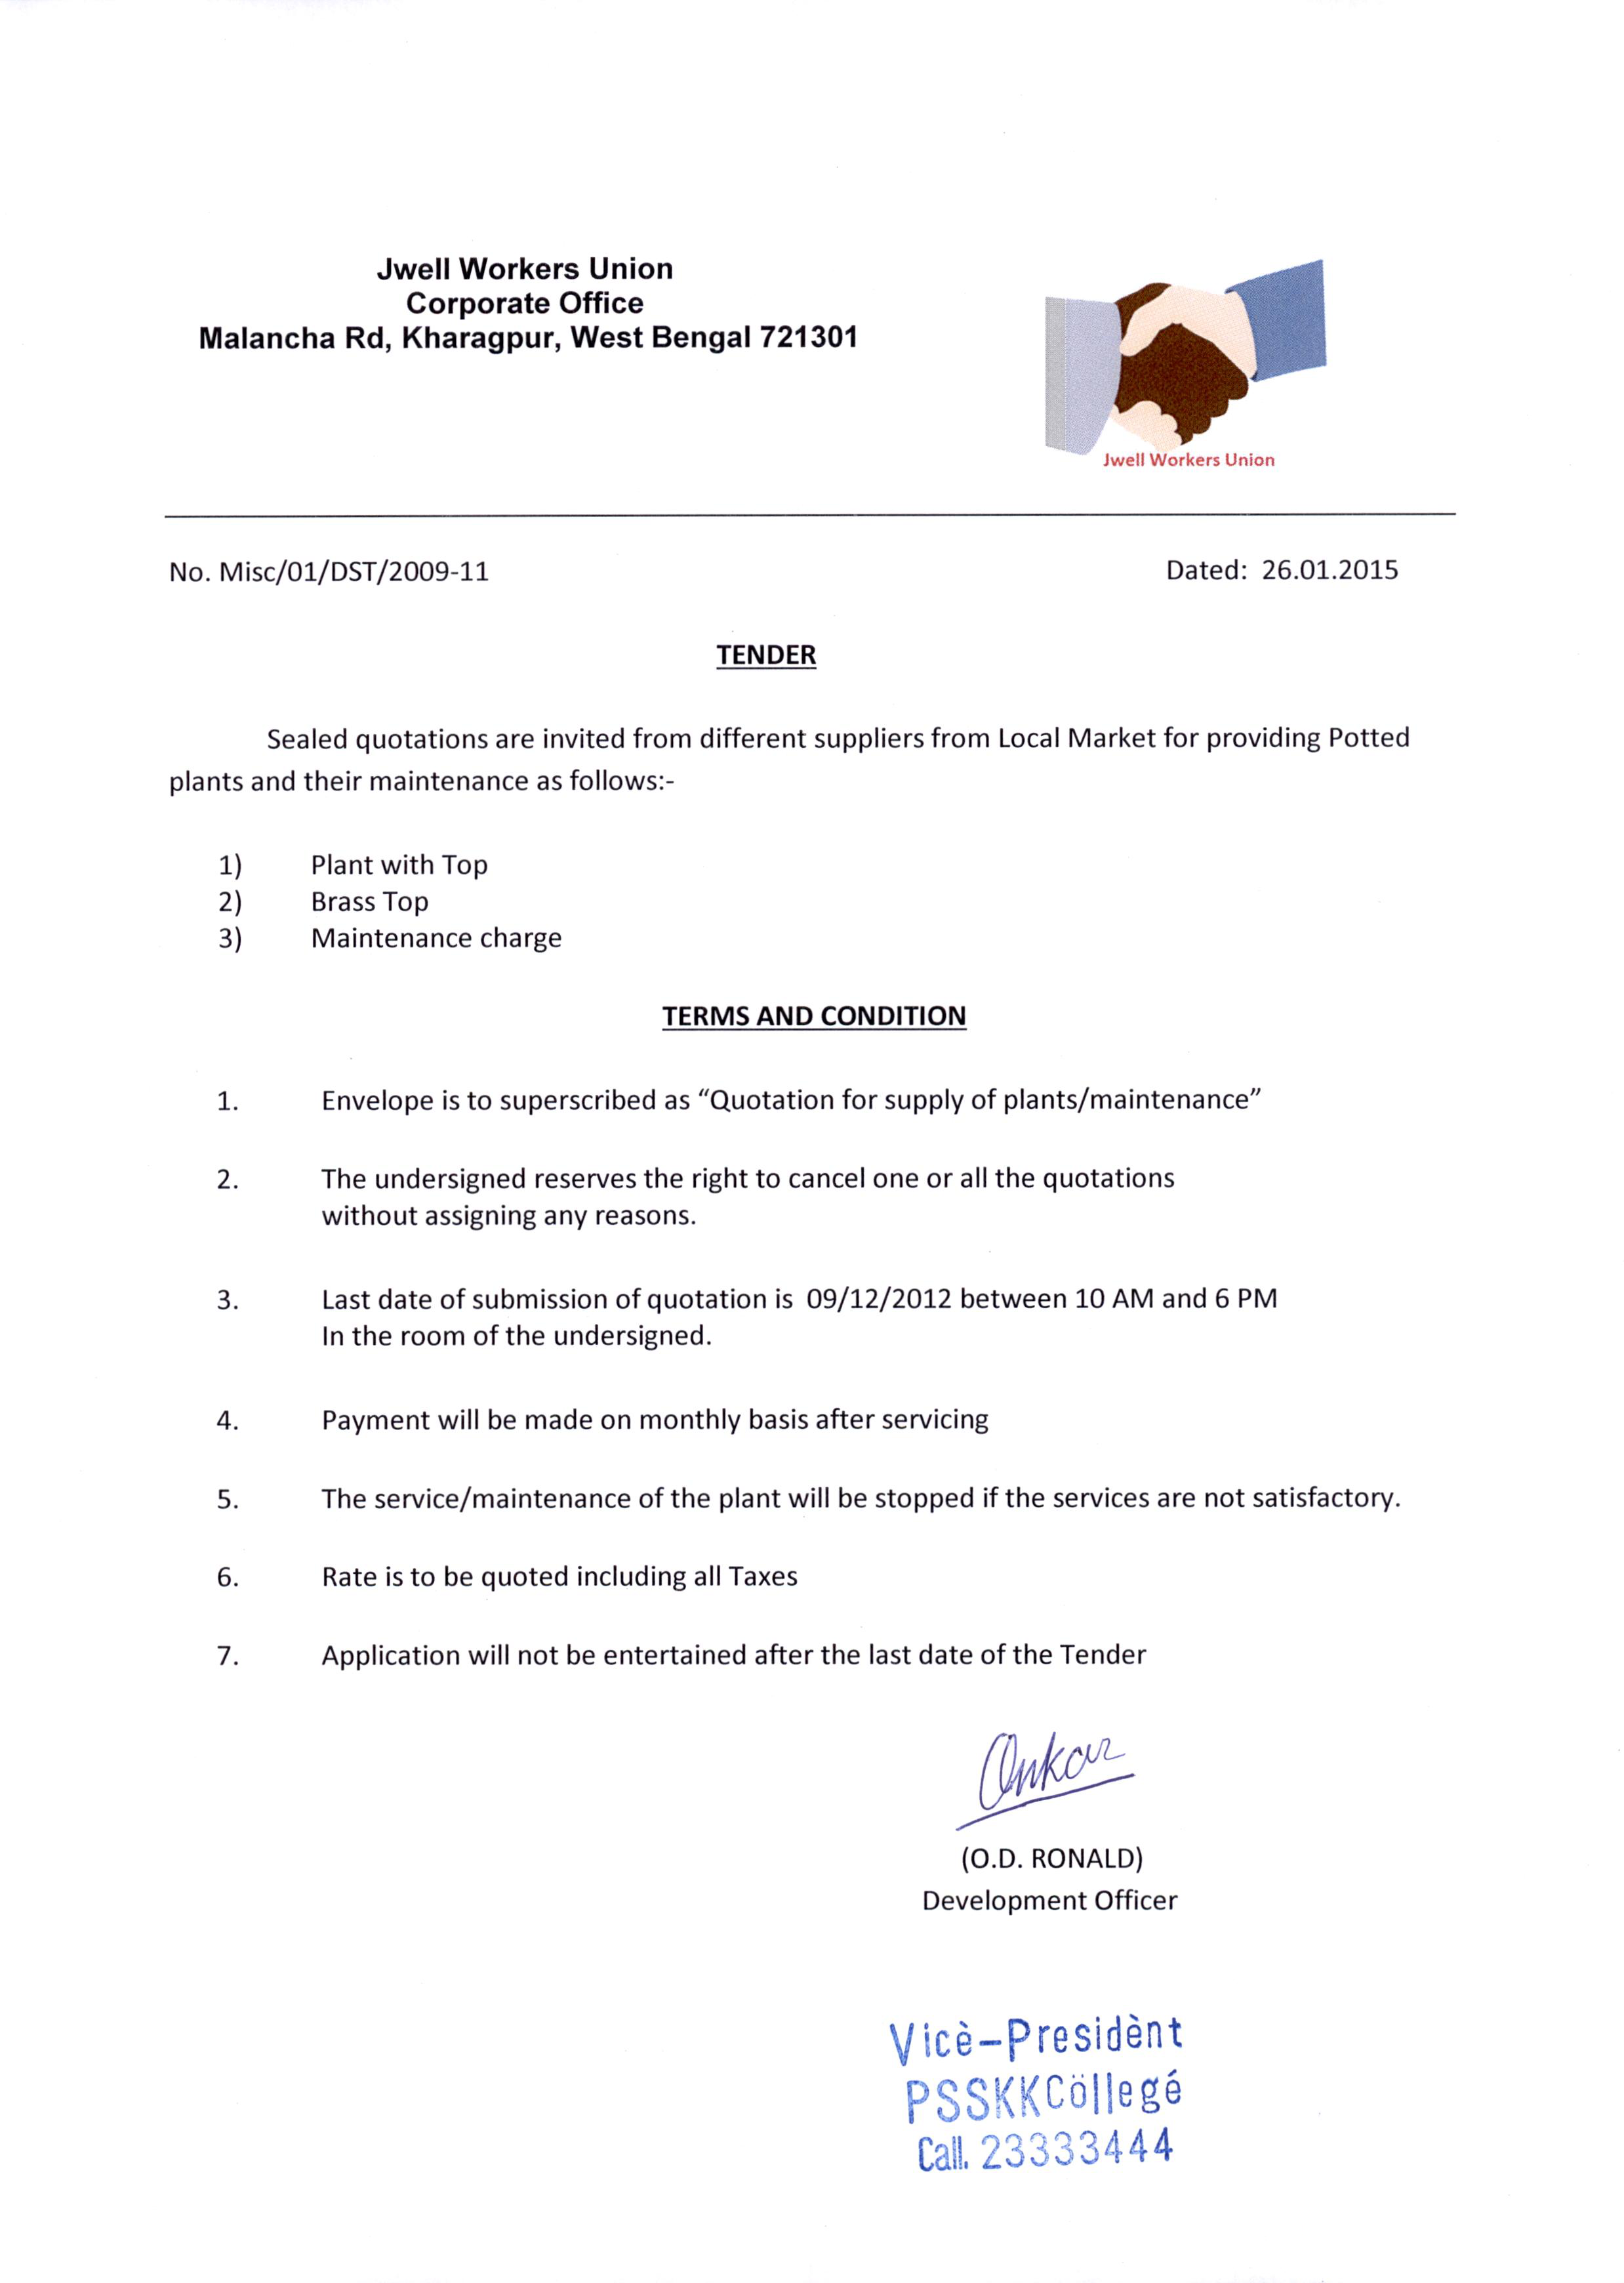 Jwell Workers Union
Corporate Office
Malancha Rd, Kharagpur, West Bengal 721301
Jwell Workers Union
No. Misc/01/DST/2009-11 Dated: 26.01.2015
TENDER
Sealed quotations are invited from different suppliers from Local Market for providing Potted
plants and their maintenance as follows:-
1) Plant with Top
2) Brass Top
3) Maintenance charge
TERMS AND CONDITION
1. Envelope is to superscribed as “Quotation for supply of plants/maintenance”
2. The undersigned reserves the right to cancel one or all the quotations
without assigning any reasons.
3. Last date of submission of quotation is 09/12/2012 between 10 AM and 6 PM
In the room of the undersigned.
4. Payment will be made on monthly basis after servicing
5. The service/maintenance of the plant will be stopped if the services are not satisfactory.
6. Rate is to be quoted including all Taxes
7. Application will not be entertained after the last date of the Tender
Onkar
(O.D. RONALD)
Development Officer
Vicè-Presidènt
PSSKKCöllegé
Call. 23333444